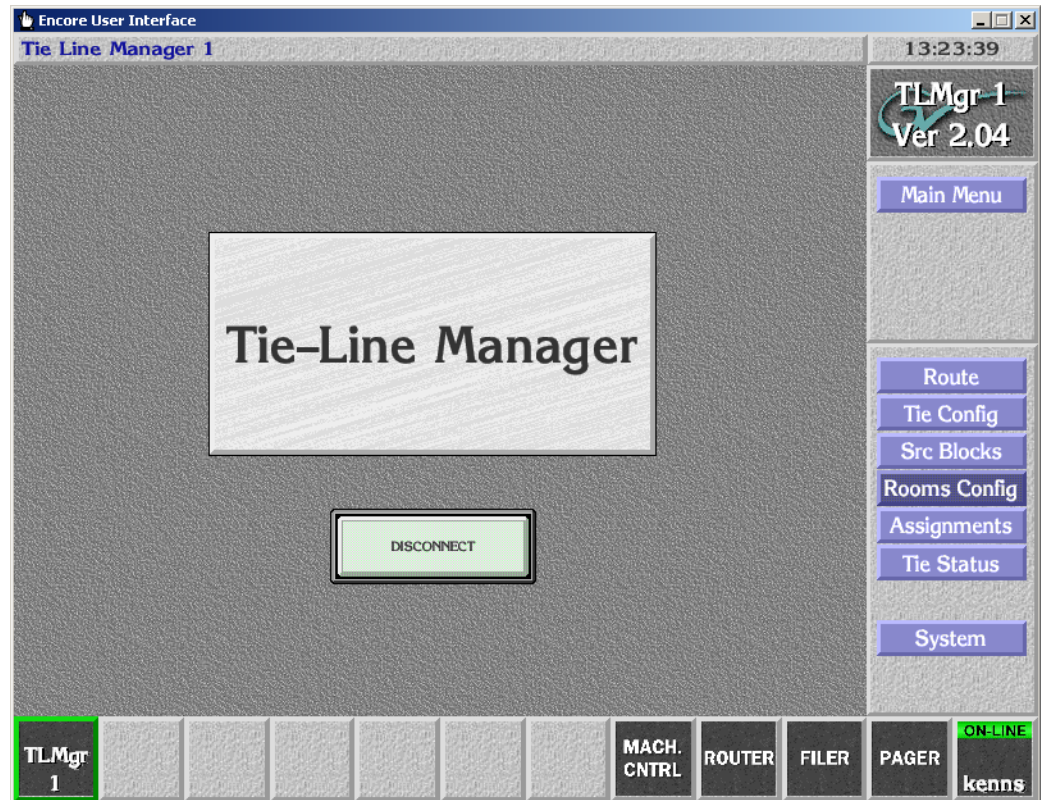 Encore User Interface
Tie Line Manager 1
13:23:39
TLMgr 1
Ver 2.04
Main Menu
Tie-Line Manager
DISCONNECT
Route
Tie Config
Src Blocks
Rooms Config
Assignments
Tie Status
System
TLMgr
1
MACH.
CNTRL
ROUTER
FILER
PAGER
ON-LINE
kenns